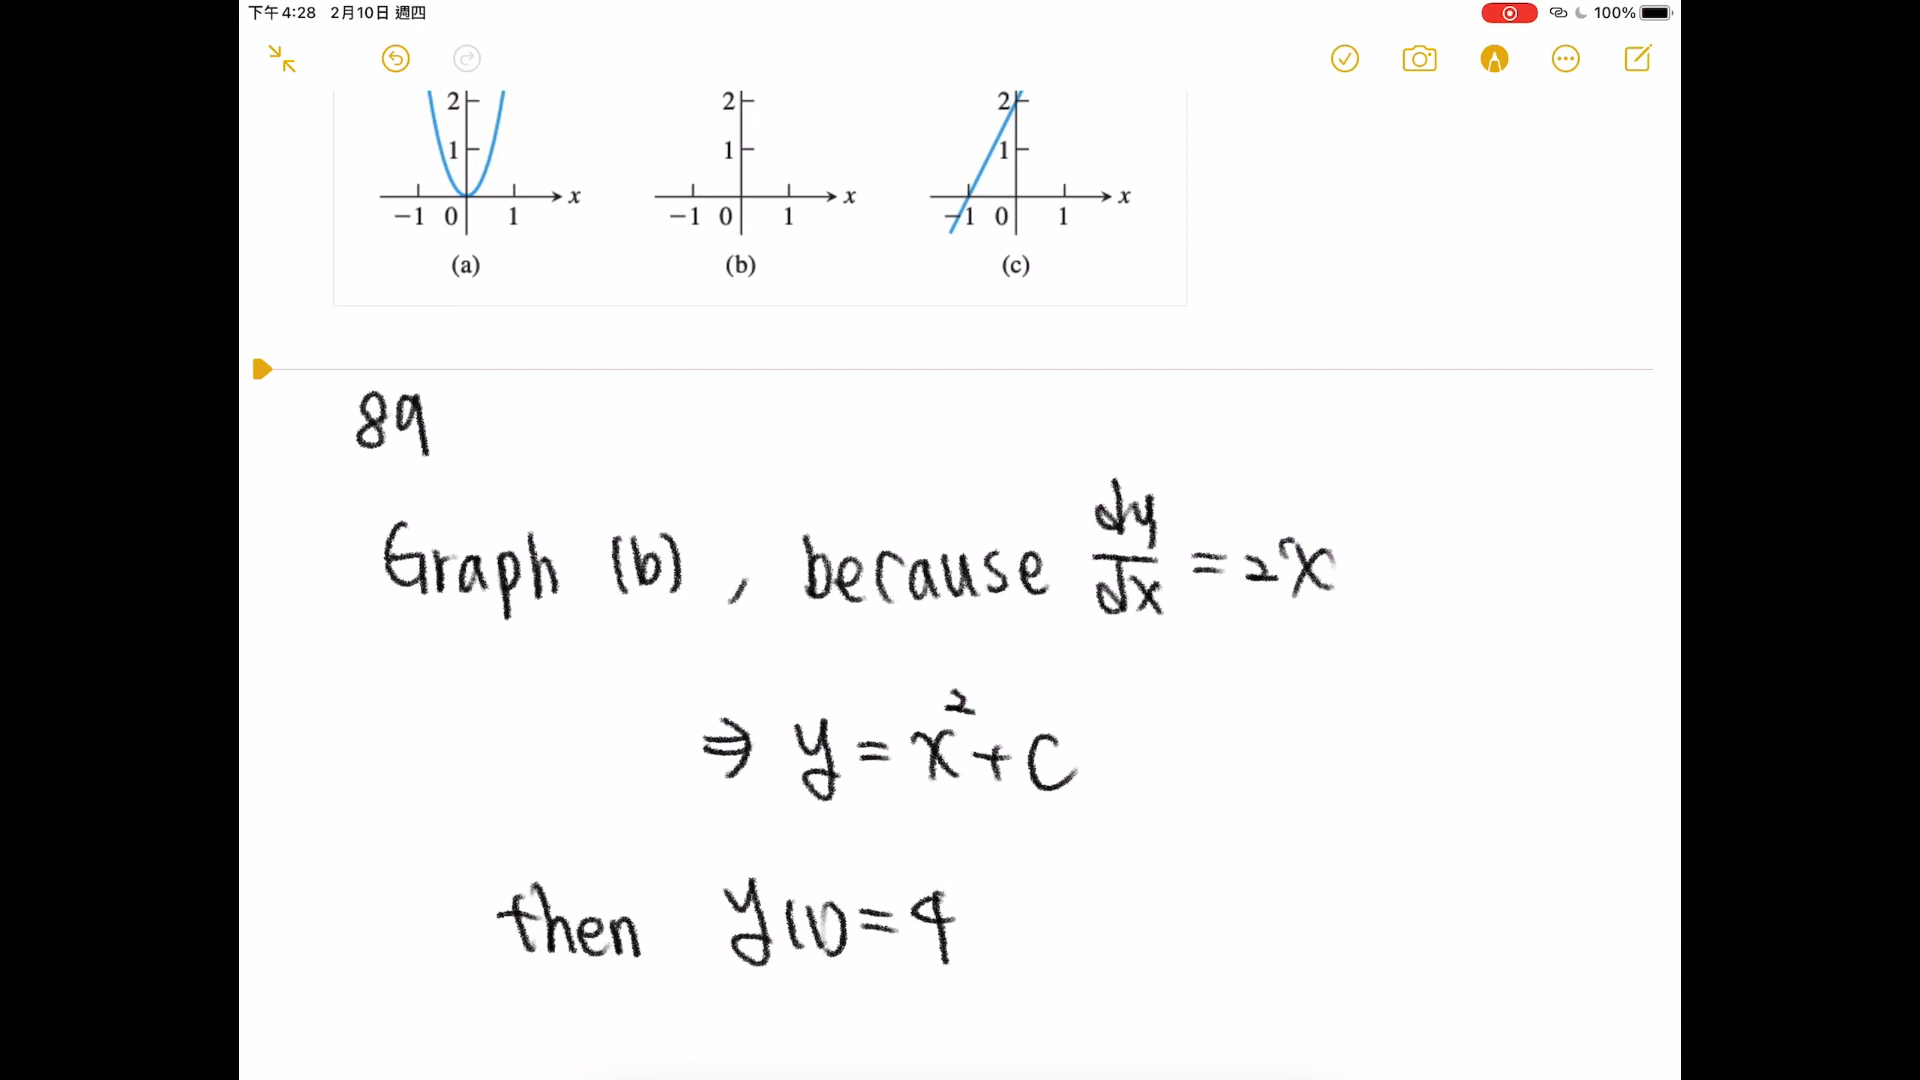 下午4:28 2月10日 週四 100%
2 2 2
1 1 1
x x x
−1 0 1 −1 0 1 −1 0 1
(a) (b) (c)
89
Graph (b), because dy/dx = 2x
⇒ y = x² + C
then y(1) = 4